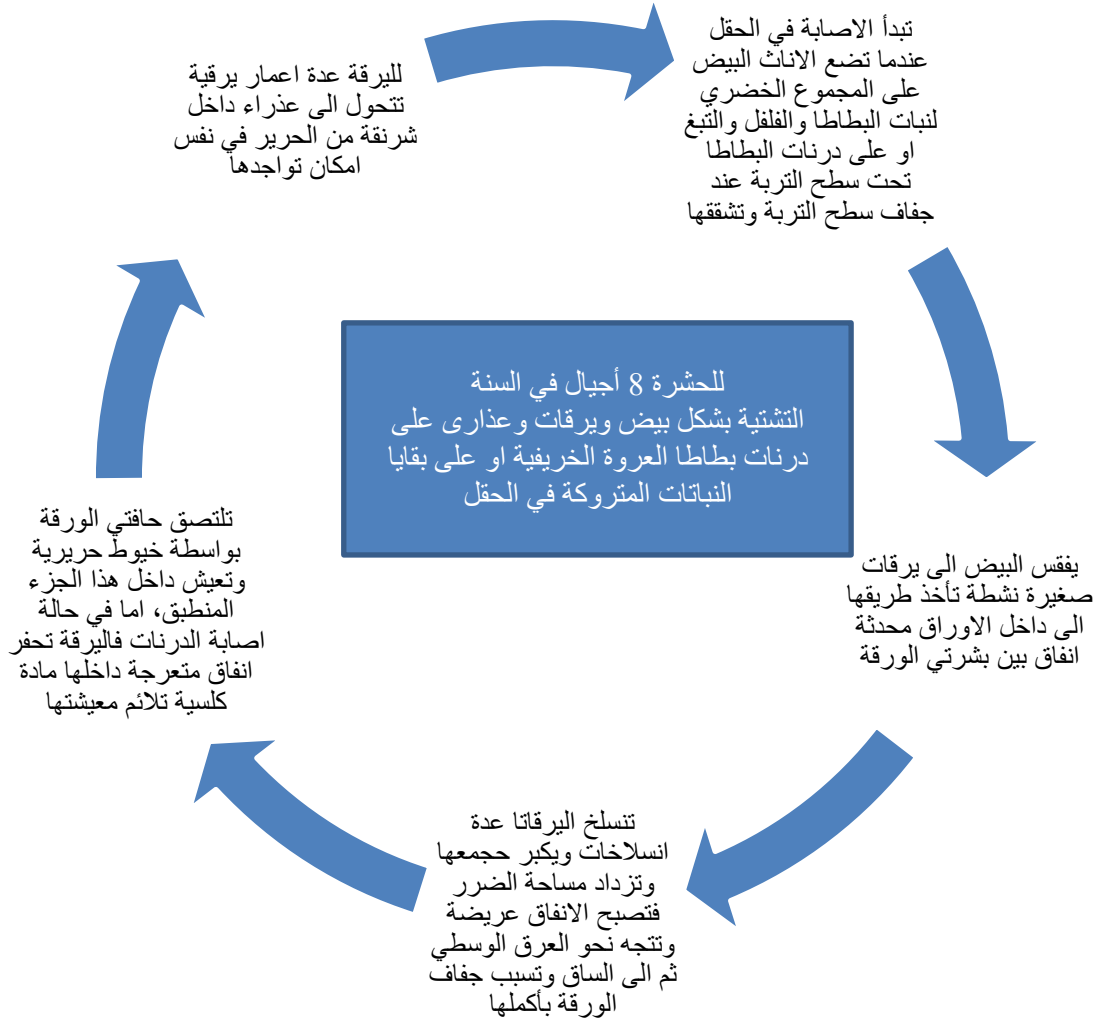 تبدأ الاصابة في الحقل
عندما تضع الاناث البيض
على المجموع الخضري
لنبات البطاطا والفلفل والتبغ
او على درنات البطاطا
تحت سطح التربة عند
جفاف سطح التربة وتشققها
يفقس البيض الى يرقات
صغيرة نشطة تأخذ طريقها
الى داخل الاوراق محدثة
انفاق بين بشرتي الورقة
تنسلخ اليرقاتا عدة
انسلاخات ويكبر حجمعها
وتزداد مساحة الضرر
فتصبح الانفاق عريضة
وتتجه نحو العرق الوسطي
ثم الى الساق وتسبب جفاف
الورقة بأكملها
تلتصق حافتي الورقة
بواسطة خيوط حريرية
وتعيش داخل هذا الجزء
المنطبق، اما في حالة
اصابة الدرنات فاليرقة تحفر
انفاق متعرجة داخلها مادة
كلسية تلائم معيشتها
لليرقة عدة اعمار يرقية
تتحول الى عذراء داخل
شرنقة من الحرير في نفس
امكان تواجدها
للحشرة 8 أجيال في السنة
التشتية بشكل بيض ويرقات وعذارى على
درنات بطاطا العروة الخريفية او على بقايا
النباتات المتروكة في الحقل